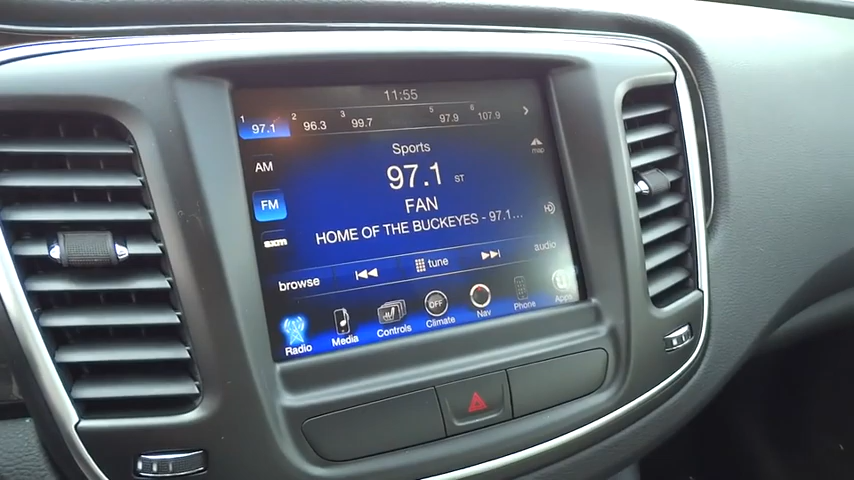 11:55
1 97.1 2 96.3 3 99.7 5 97.9 6 107.9
Sports
map
AM
97.1 ST
FM
FAN
HD
SXM
HOME OF THE BUCKEYES - 97.1...
browse tune audio
Radio Media Controls OFF Climate Nav Phone Apps